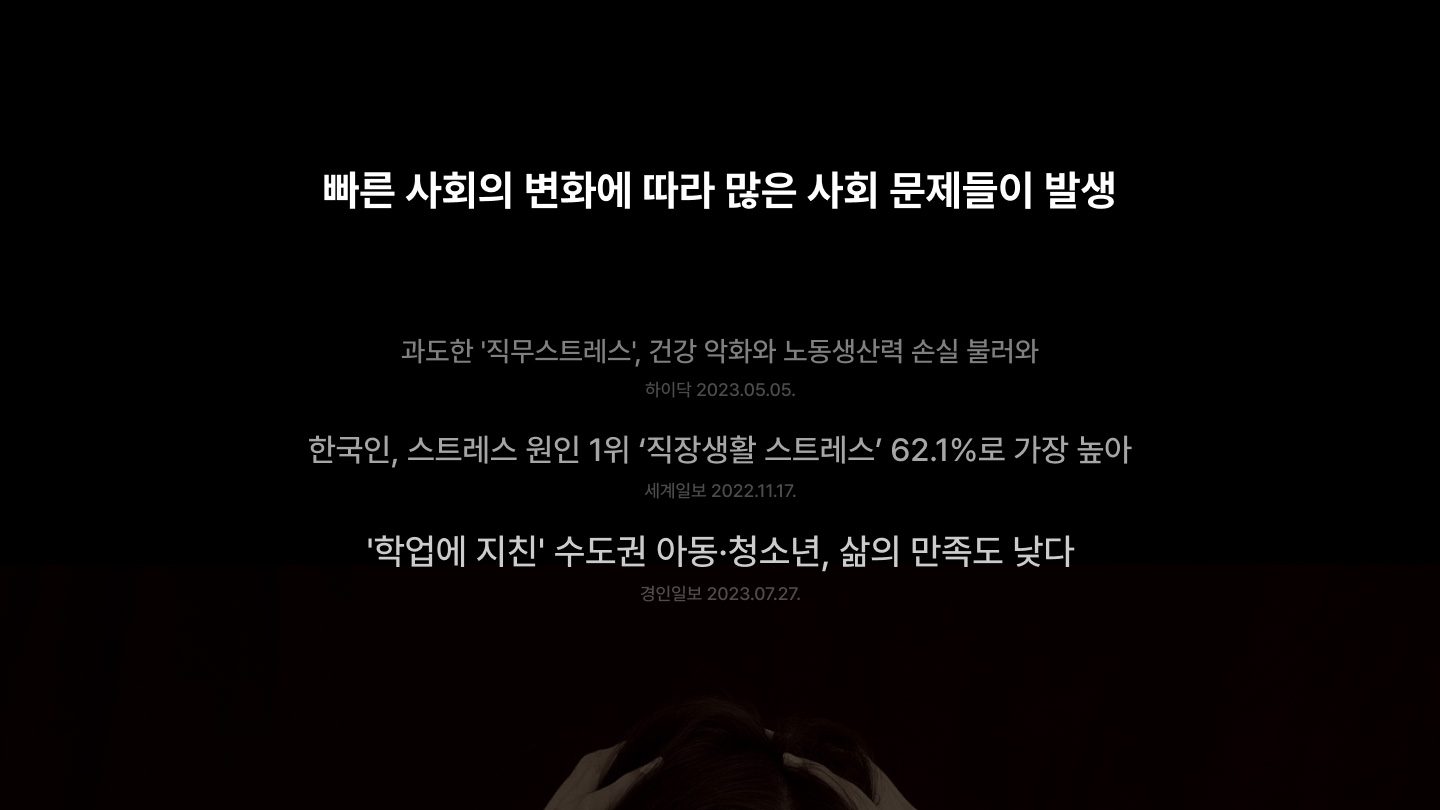 빠른 사회의 변화에 따라 많은 사회 문제들이 발생
과도한 '직무스트레스', 건강 악화와 노동생산력 손실 불러와
하이닥 2023.05.05.
한국인, 스트레스 원인 1위 ‘직장생활 스트레스’ 62.1%로 가장 높아
세계일보 2022.11.17.
'학업에 지친' 수도권 아동·청소년, 삶의 만족도 낮다
경인일보 2023.07.27.